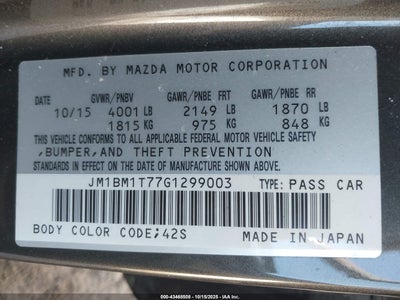 MFD. BY MAZDA MOTOR CORPORATION
DATE GVWR/PNBV GAWR/PNBE FR GAWR/PNBE RR
10/15 4001 LB 2149 LB 1870 LB
1815 KG 975 KG 848 KG
THIS VEHICLE CONFORMS TO ALL APPLICABLE FEDERAL MOTOR VEHICLE SAFETY
,BUMPER,AND THEFT PREVENTION
STANDARDS IN EFFECT ON THE DATE OF MANUFACTURE SHOWN ABOVE.
JM1BM1T77G1299003 TYPE: PASS CAR
BODY COLOR CODE;42S MADE IN JAPAN
© 43468508 - 10/15/2025 - IAA, Inc.